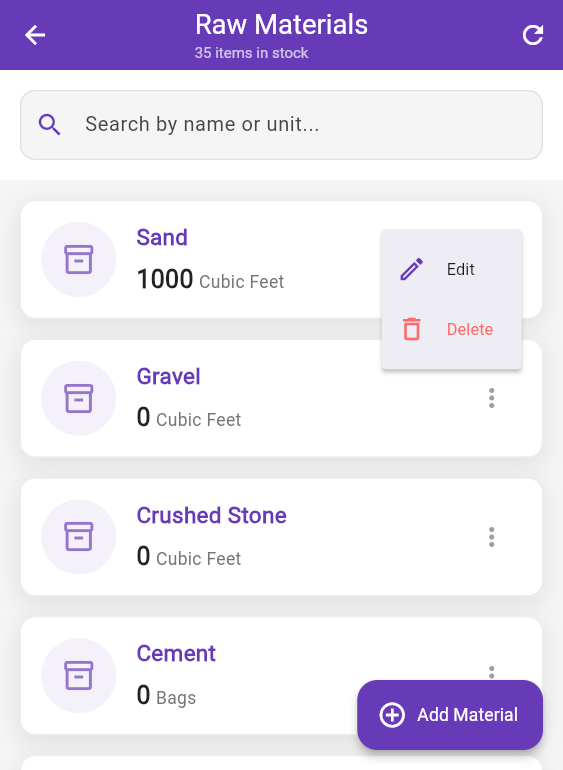 Raw Materials
35 items in stock
Search by name or unit...
Sand
1000 Cubic Feet
Edit
Delete
Gravel
0 Cubic Feet
Crushed Stone
0 Cubic Feet
Cement
0 Bags
Add Material